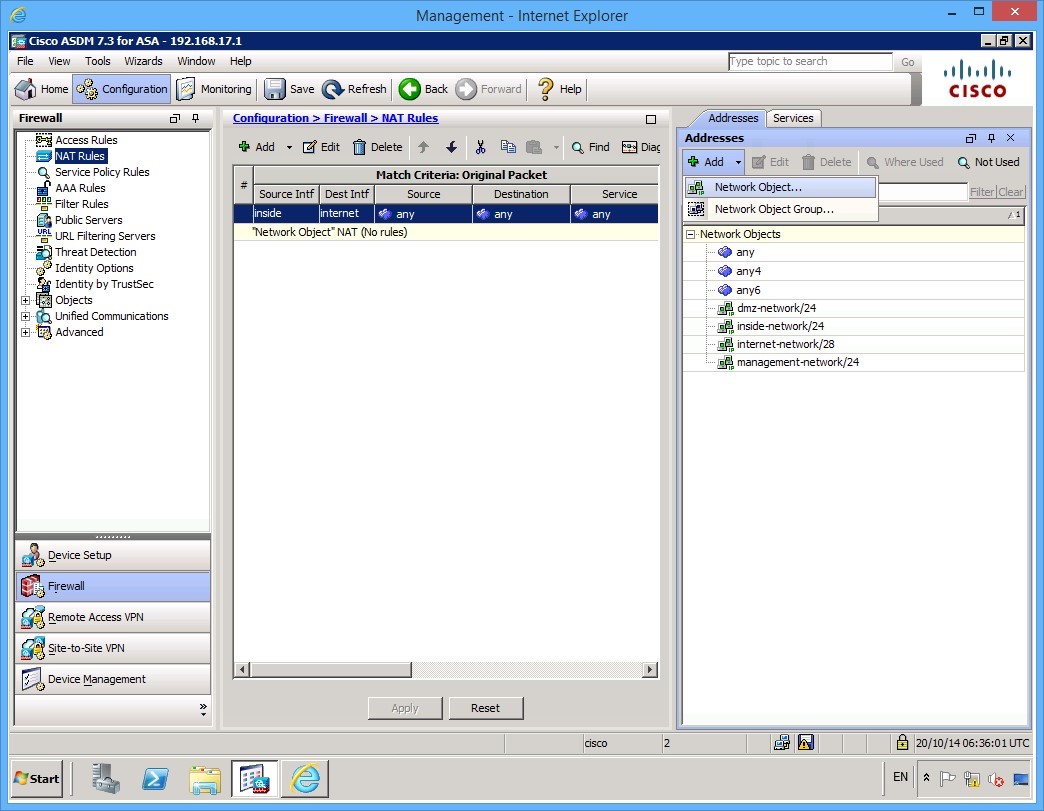 Management - Internet Explorer
Cisco ASDM 7.3 for ASA - 192.168.17.1
File View Tools Wizards Window Help
Type topic to search Go
Home Configuration Monitoring Save Refresh Back Forward Help
CISCO
Firewall
Access Rules
NAT Rules
Service Policy Rules
AAA Rules
Filter Rules
Public Servers
URL Filtering Servers
Threat Detection
Identity Options
Identity by TrustSec
Objects
Unified Communications
Advanced
Device Setup
Firewall
Remote Access VPN
Site-to-Site VPN
Device Management
Configuration > Firewall > NAT Rules
Add Edit Delete Find Diag
# Match Criteria: Original Packet
Source Intf Dest Intf Source Destination Service
inside internet any any any
"Network Object" NAT (No rules)
Apply Reset
Addresses Services
Addresses
Add Edit Delete Where Used Not Used
Network Object...
Network Object Group...
Filter Clear
1
Network Objects
any
any4
any6
dmz-network/24
inside-network/24
internet-network/28
management-network/24
cisco 2 20/10/14 06:36:01 UTC
Start EN